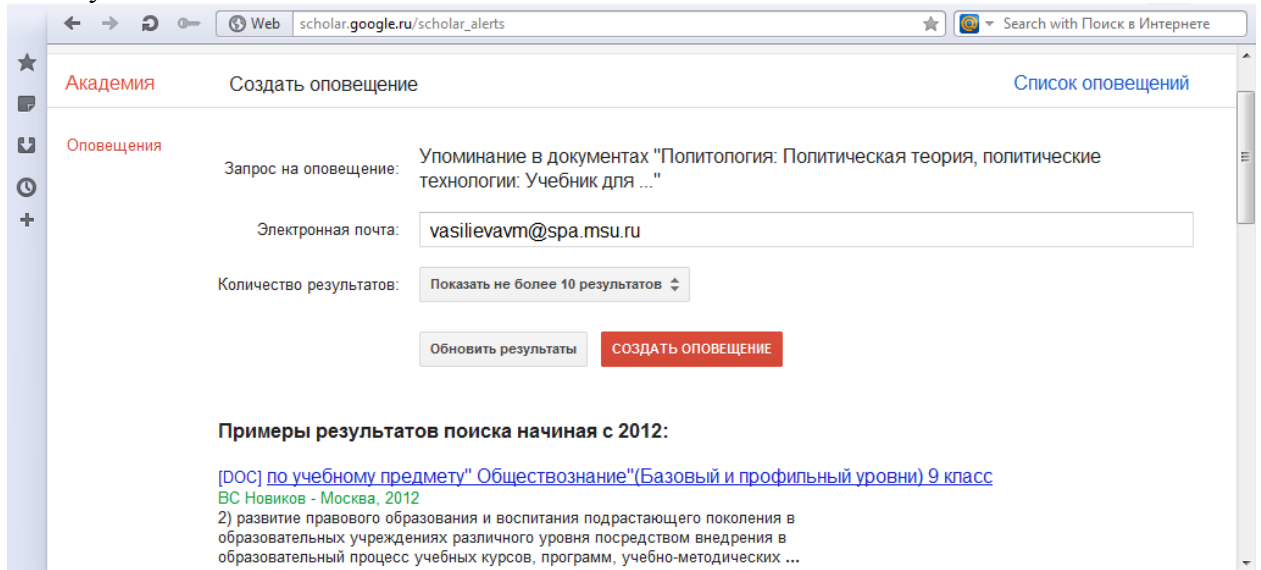 Web scholar.google.ru/scholar_alerts Search with Поиск в Интернете
Академия Создать оповещение Список оповещений
Оповещения
Запрос на оповещение: Упоминание в документах "Политология: Политическая теория, политические
технологии: Учебник для ..."
Электронная почта: vasilievavm@spa.msu.ru
Количество результатов: Показать не более 10 результатов
Обновить результаты СОЗДАТЬ ОПОВЕЩЕНИЕ
Примеры результатов поиска начиная с 2012:
[DOC] по учебному предмету" Обществознание"(Базовый и профильный уровни) 9 класс
ВС Новиков - Москва, 2012
2) развитие правового образования и воспитания подрастающего поколения в
образовательных учреждениях различного уровня посредством внедрения в
образовательный процесс учебных курсов, программ, учебно-методических ...